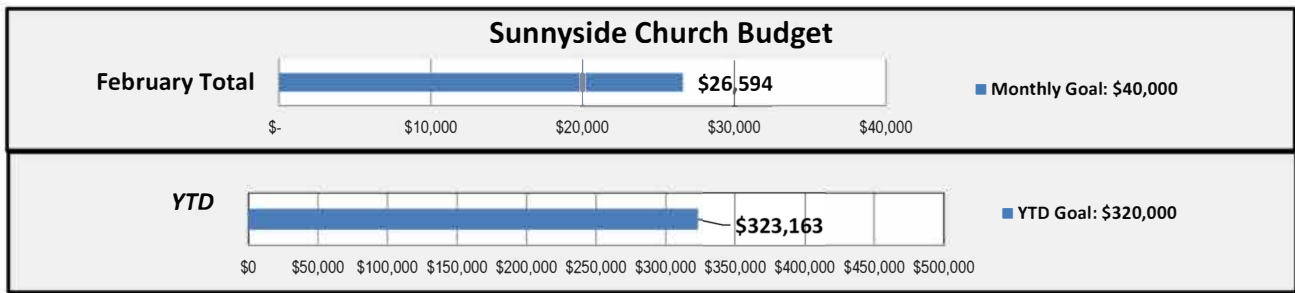 Sunnyside Church Budget
February Total
$26,594
Monthly Goal: $40,000
$- $10,000 $20,000 $30,000 $40,000
YTD
$323,163
YTD Goal: $320,000
$0 $50,000 $100,000 $150,000 $200,000 $250,000 $300,000 $350,000 $400,000 $450,000 $500,000